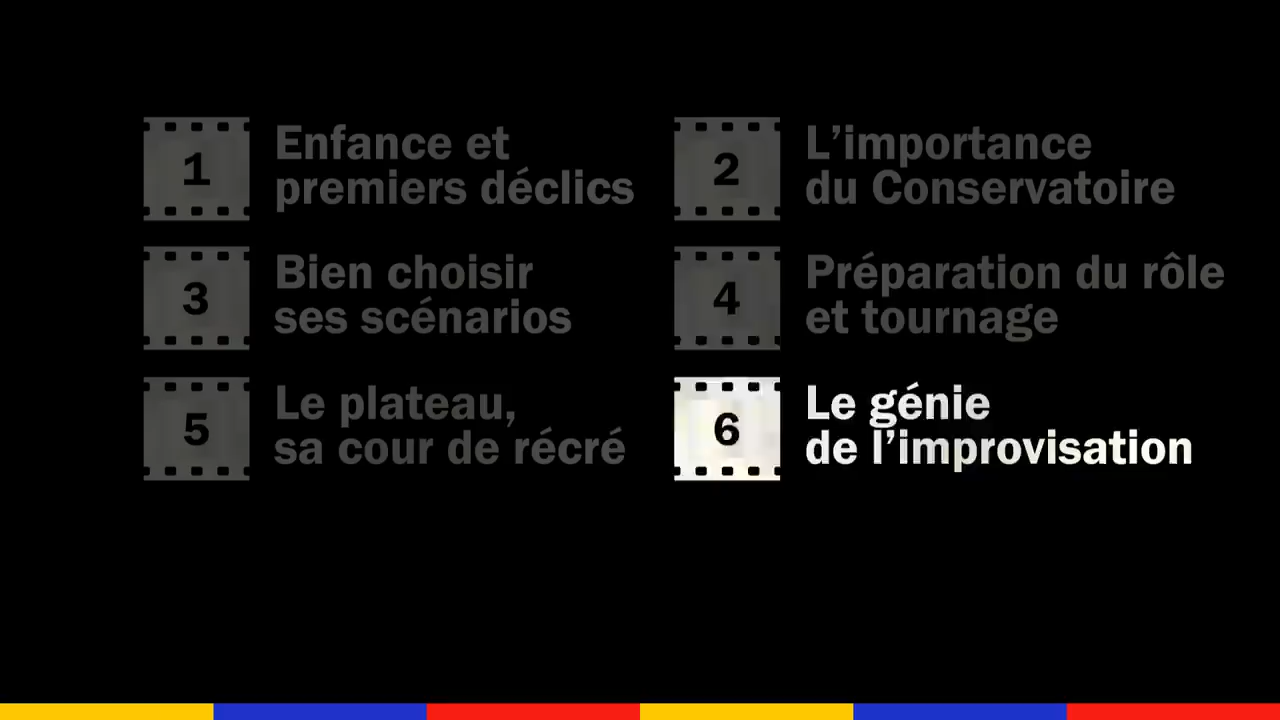 1
Enfance et
premiers déclics
2
L’importance
du Conservatoire
3
Bien choisir
ses scénarios
4
Préparation du rôle
et tournage
5
Le plateau,
sa cour de récré
6
Le génie
de l’improvisation